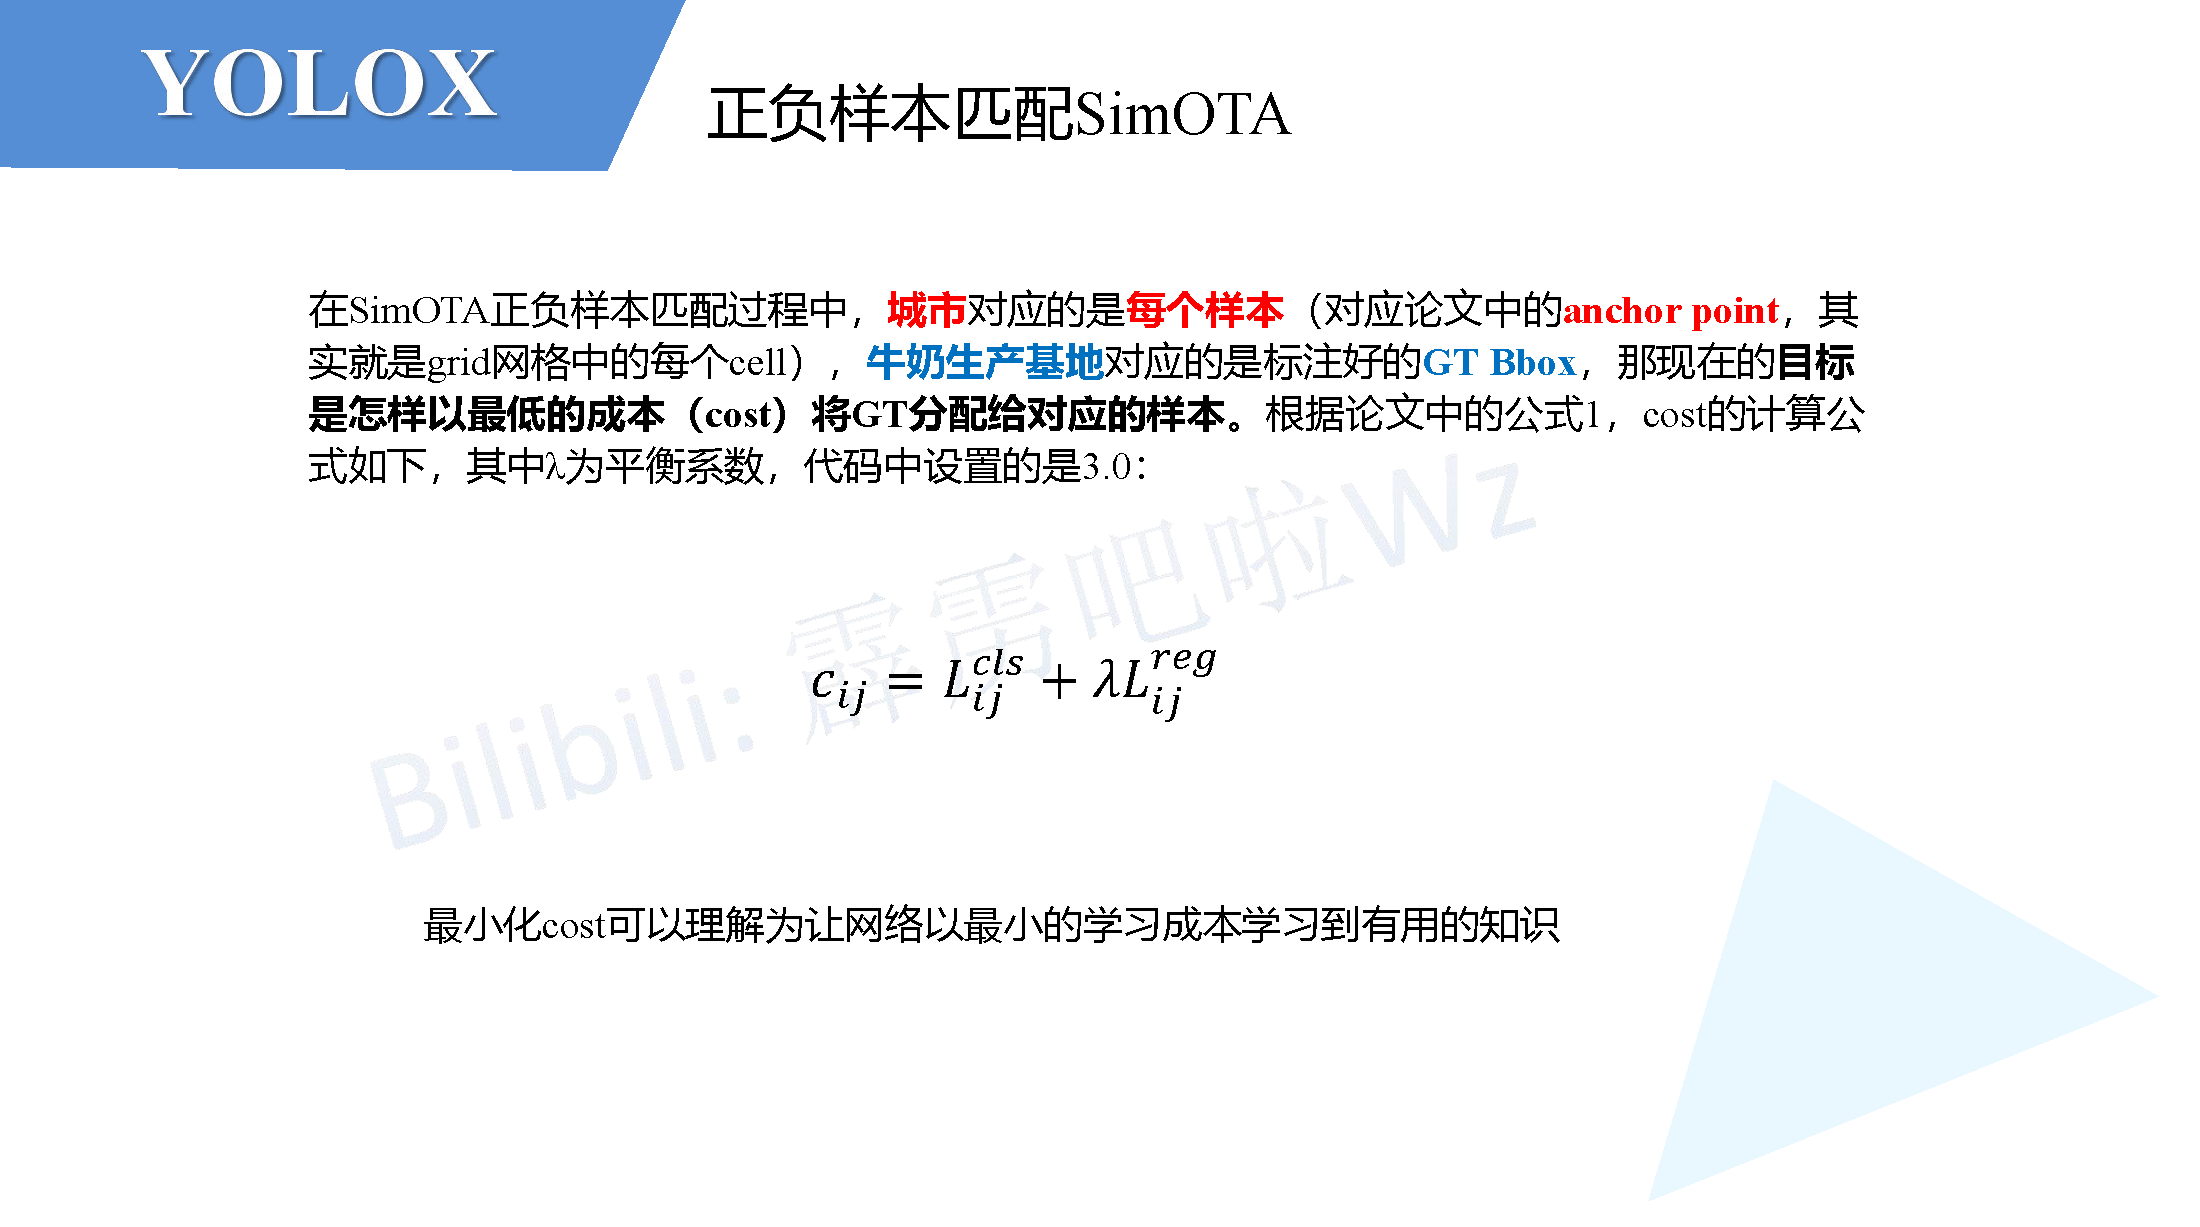 YOLOX
正负样本匹配SimOTA
在SimOTA正负样本匹配过程中，城市对应的是每个样本（对应论文中的anchor point，其
实就是grid网格中的每个cell），牛奶生产基地对应的是标注好的GT Bbox，那现在的目标
是怎样以最低的成本（cost）将GT分配给对应的样本。根据论文中的公式1，cost的计算公
式如下，其中λ为平衡系数，代码中设置的是3.0：
Bilibili: 霹雳吧啦Wz
$c_{ij} = L_{ij}^{cls} + λL_{ij}^{reg}$
最小化cost可以理解为让网络以最小的学习成本学习到有用的知识